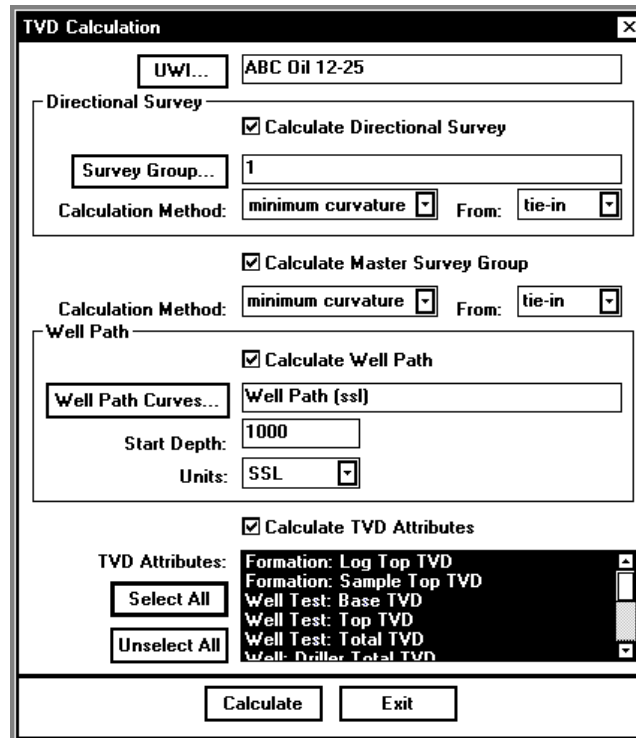 TVD Calculation
UWI... ABC Oil 12-25
Directional Survey
Calculate Directional Survey
Survey Group... 1
Calculation Method: minimum curvature From: tie-in
Calculate Master Survey Group
Calculation Method: minimum curvature From: tie-in
Well Path
Calculate Well Path
Well Path Curves... Well Path (ssl)
Start Depth: 1000
Units: SSL
Calculate TVD Attributes
TVD Attributes: Formation: Log Top TVD
Formation: Sample Top TVD
Select All Well Test: Base TVD
Well Test: Top TVD
Unselect All Well Test: Total TVD
Well: Driller Total TVD
Calculate Exit